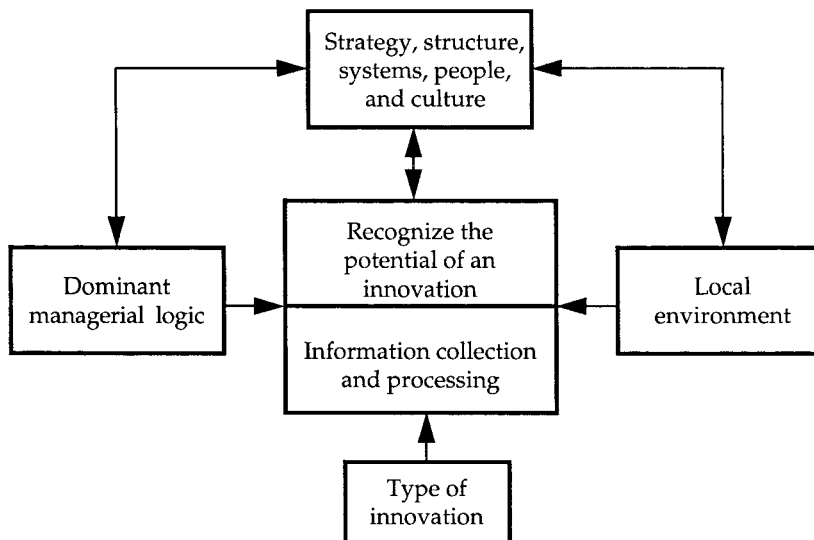 Strategy, structure,
systems, people,
and culture
Recognize the
potential of an
innovation
Dominant
managerial logic
Local
environment
Information collection
and processing
Type of
innovation